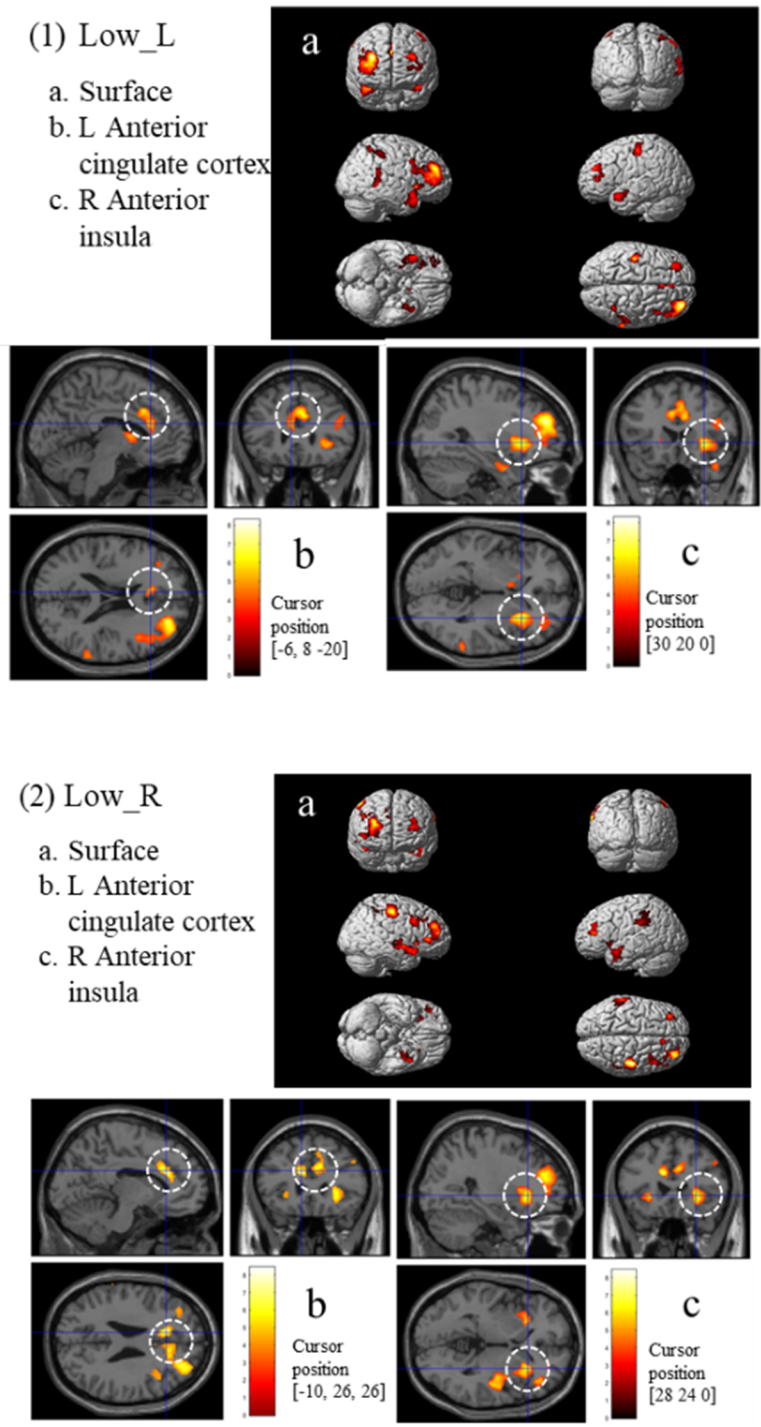 (1) Low_L
a. Surface
b. L Anterior
cingulate cortex
c. R Anterior
insula
a
b
Cursor
position
[-6, 8 -20]
c
Cursor
position
[30 20 0]
(2) Low_R
a. Surface
b. L Anterior
cingulate cortex
c. R Anterior
insula
a
b
Cursor
position
[-10, 26, 26]
c
Cursor
position
[28 24 0]